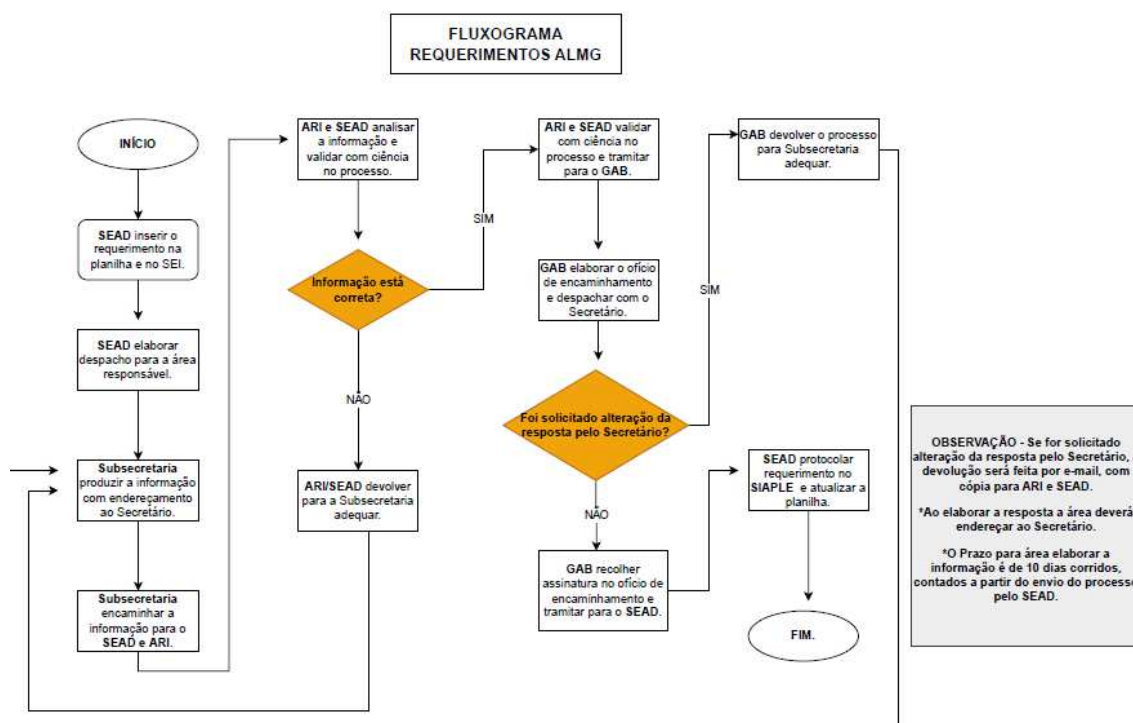 FLUXOGRAMA
REQUERIMENTOS ALMG
INÍCIO
SEAD inserir o
requerimento na
planilha e no SEI.
SEAD elaborar
despacho para a área
responsável.
Subsecretaria
produzir a informação
com endereçamento
ao Secretário.
Subsecretaria
encaminhar a
informação para o
SEAD e ARI.
ARI e SEAD analisar
a informação e
validar com ciência
no processo.
Informação está
correta?
NÃO
ARI/SEAD devolver
para a Subsecretaria
adequar.
SIM
ARI e SEAD validar
com ciência no
processo e tramitar
para o GAB.
GAB elaborar o ofício
de encaminhamento
e despachar com o
Secretário.
Foi solicitado alteração da
resposta pelo Secretário?
NÃO
GAB recolher
assinatura no ofício de
encaminhamento e
tramitar para o SEAD.
SIM
GAB devolver o processo
para Subsecretaria
adequar.
SEAD protocolar
requerimento no
SIAPLE e atualizar a
planilha.
FIM.
OBSERVAÇÃO - Se for solicitado
alteração da resposta pelo Secretário,
devolução será feita por e-mail, com
cópia para ARI e SEAD.
*Ao elaborar a resposta a área deverá
endereçar ao Secretário.
*O Prazo para área elaborar a
informação é de 10 dias corridos,
contados a partir do envio do processo
pelo SEAD.